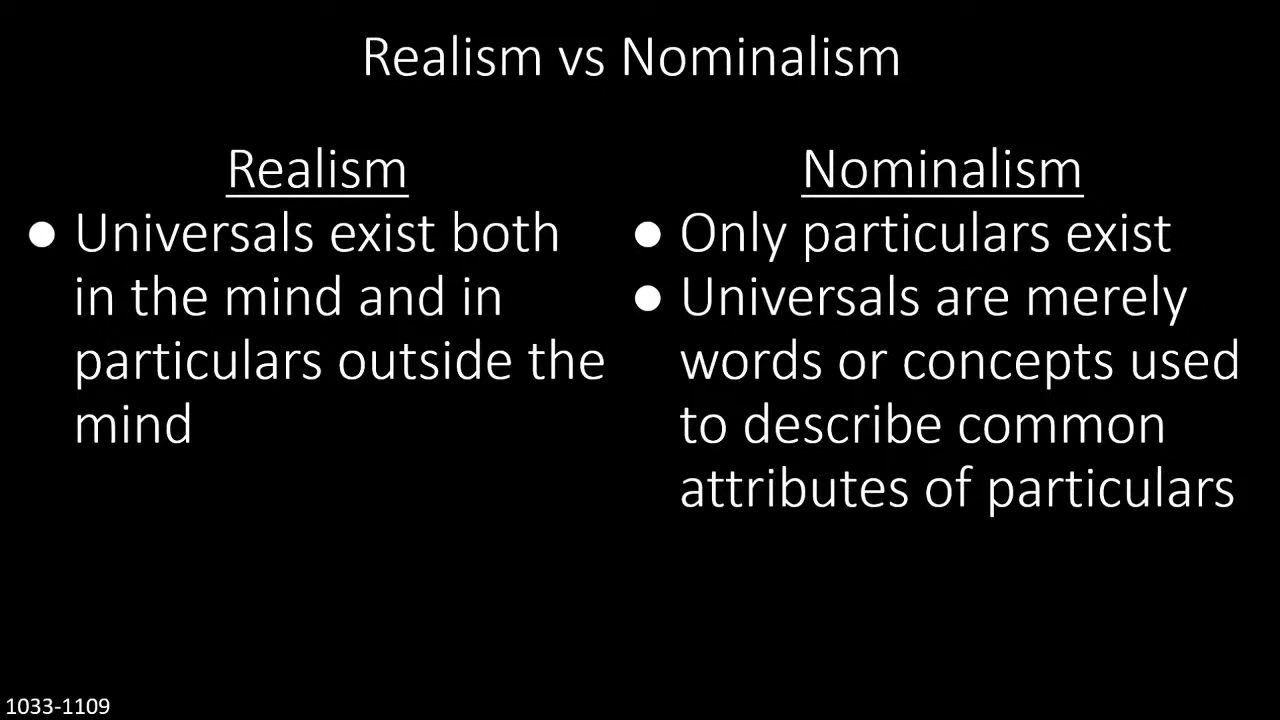 Realism vs Nominalism
Realism
● Universals exist both
in the mind and in
particulars outside the
mind
Nominalism
● Only particulars exist
● Universals are merely
words or concepts used
to describe common
attributes of particulars
1033-1109